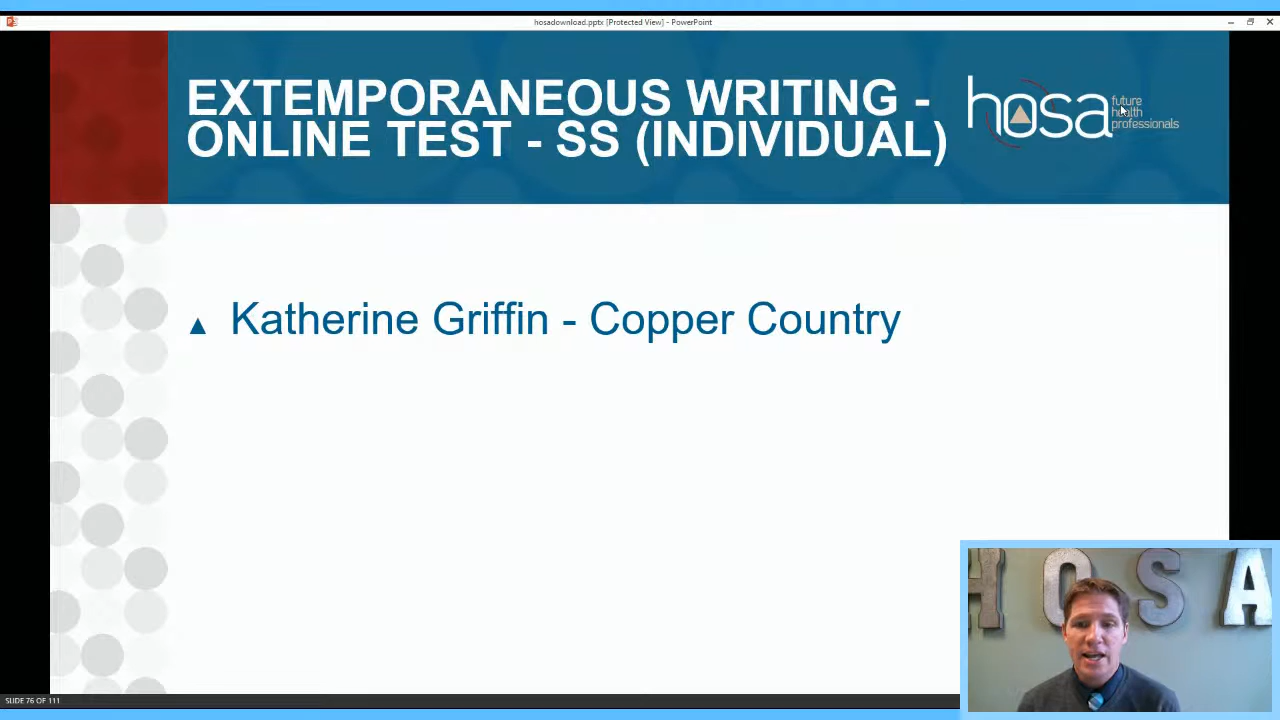 hosadownload.pptx [Protected View] - PowerPoint
EXTEMPORANEOUS WRITING -
ONLINE TEST - SS (INDIVIDUAL)
hosa
future
health
professionals
▲ Katherine Griffin - Copper Country
HOSA
SLIDE 76 OF 111